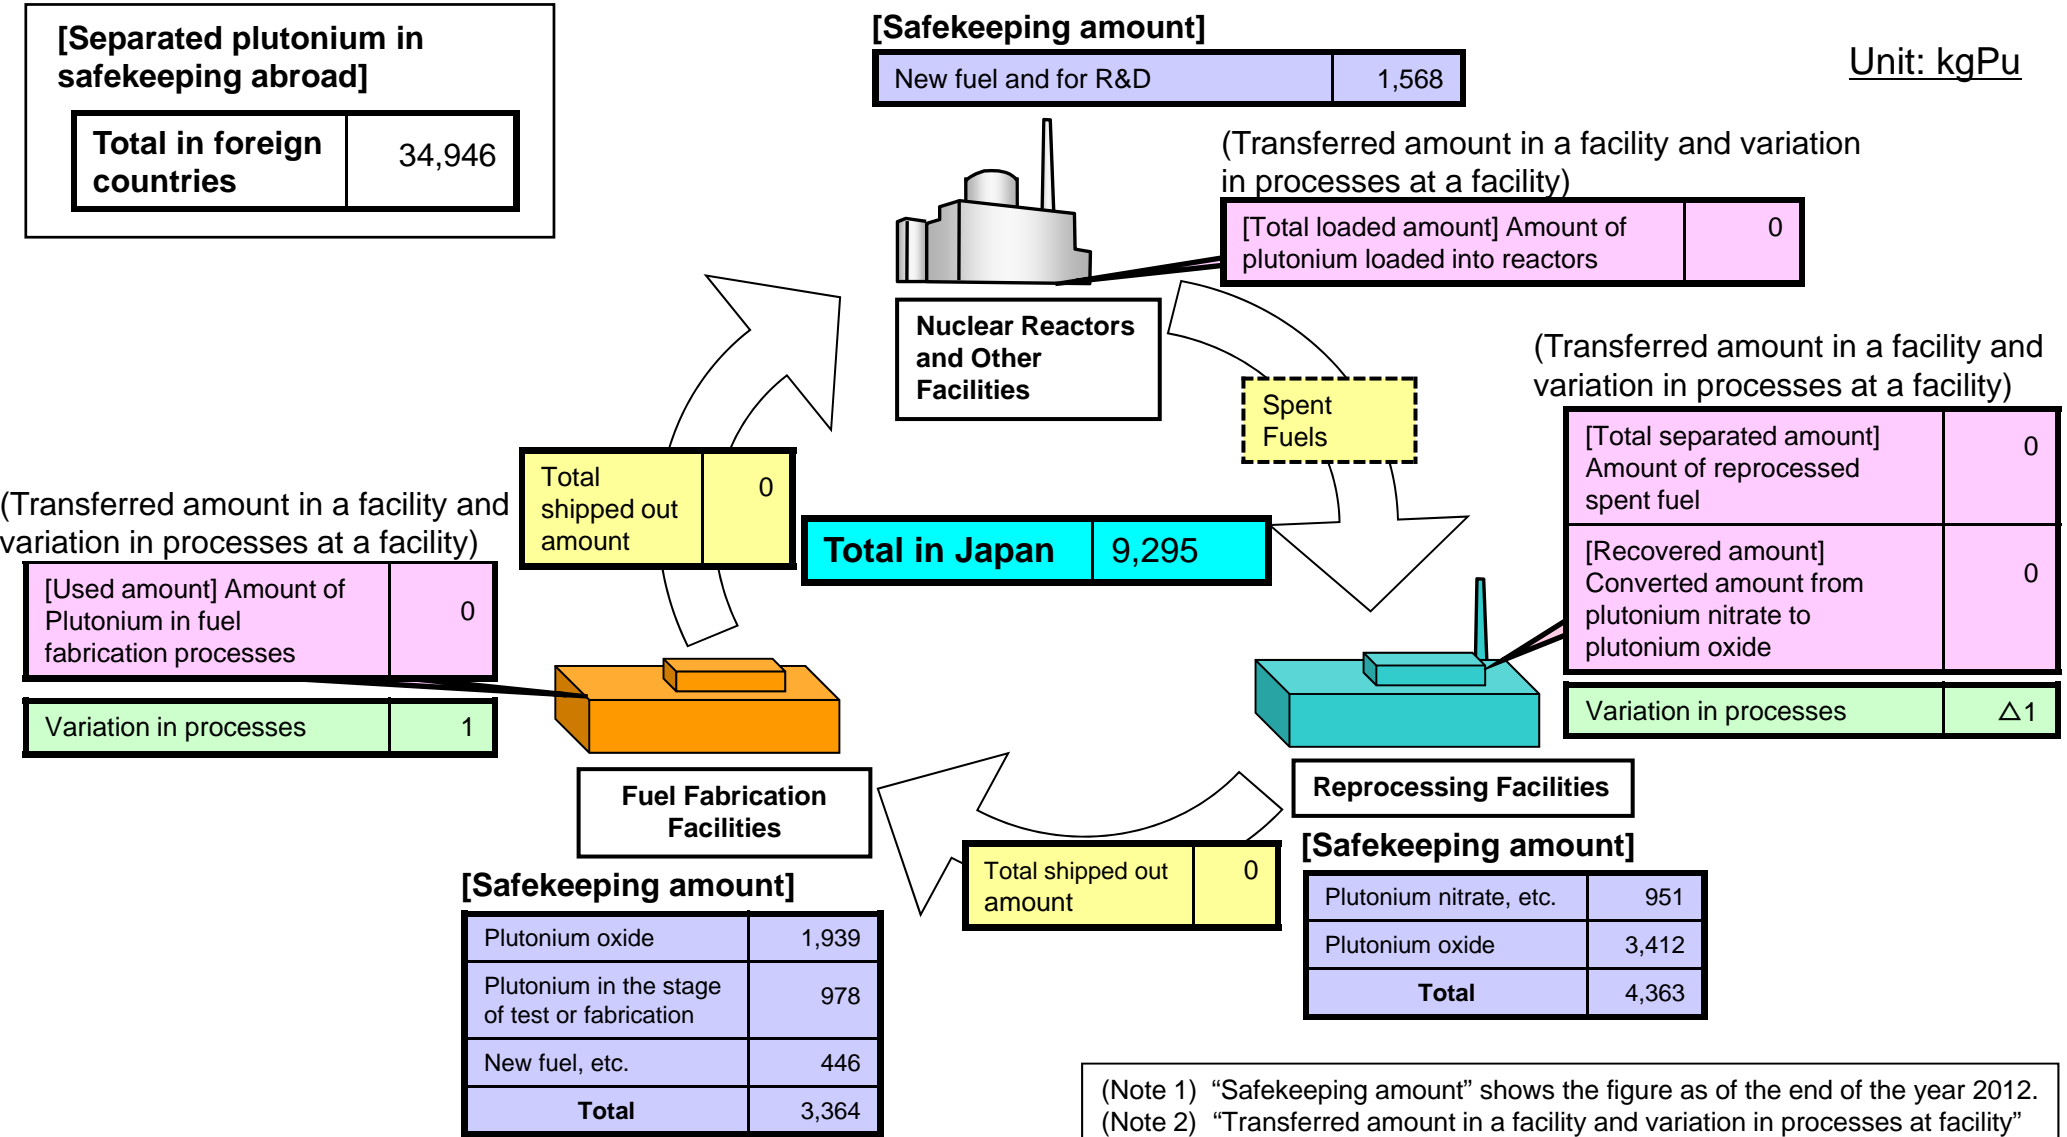 [Separated plutonium in
safekeeping abroad]
Total in foreign
countries
34,946
[Safekeeping amount]
New fuel and for R&D
1,568
Unit: kgPu
(Transferred amount in a facility and variation
in processes at a facility)
[Total loaded amount] Amount of
plutonium loaded into reactors
0
Nuclear Reactors
and Other
Facilities
Spent
Fuels
(Transferred amount in a facility and
variation in processes at a facility)
[Total separated amount]
Amount of reprocessed
spent fuel
0
[Recovered amount]
Converted amount from
plutonium nitrate to
plutonium oxide
0
Variation in processes
△1
Total
shipped out
amount
0
Total in Japan
9,295
(Transferred amount in a facility and
variation in processes at a facility)
[Used amount] Amount of
Plutonium in fuel
fabrication processes
0
Variation in processes
1
Fuel Fabrication
Facilities
Reprocessing Facilities
Total shipped out
amount
0
[Safekeeping amount]
Plutonium nitrate, etc.
951
Plutonium oxide
3,412
Total
4,363
[Safekeeping amount]
Plutonium oxide
1,939
Plutonium in the stage
of test or fabrication
978
New fuel, etc.
446
Total
3,364
(Note 1) “Safekeeping amount” shows the figure as of the end of the year 2012.
(Note 2) “Transferred amount in a facility and variation in processes at facility”